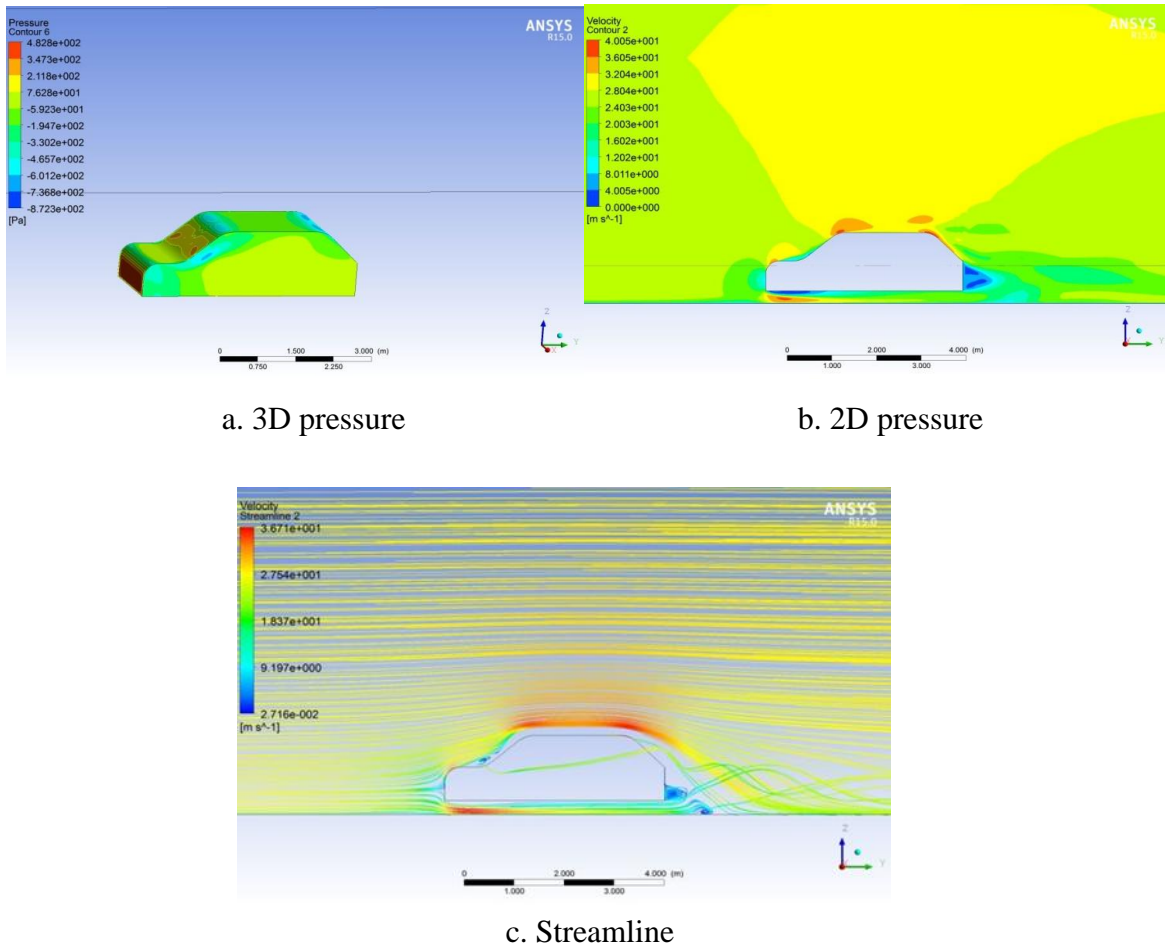 Pressure
Contour 6
4.828e+002
3.473e+002
2.118e+002
7.628e+001
-5.923e+001
-1.947e+002
-3.302e+002
-4.657e+002
-6.012e+002
-7.368e+002
-8.723e+002
[Pa]
ANSYS
R15.0
0 1.500 3.000 (m)
0.750 2.250
Z
Y
X
Velocity
Contour 2
4.005e+001
3.605e+001
3.204e+001
2.804e+001
2.403e+001
2.003e+001
1.602e+001
1.202e+001
8.011e+000
4.005e+000
0.000e+000
[m s^-1]
ANSYS
R15.0
0 2.000 4.000 (m)
1.000 3.000
Z
Y
X
a. 3D pressure
b. 2D pressure
Velocity
Streamline 2
3.671e+001
2.754e+001
1.837e+001
9.197e+000
2.716e-002
[m s^-1]
ANSYS
R15.0
0 2.000 4.000 (m)
1.000 3.000
Z
Y
c. Streamline